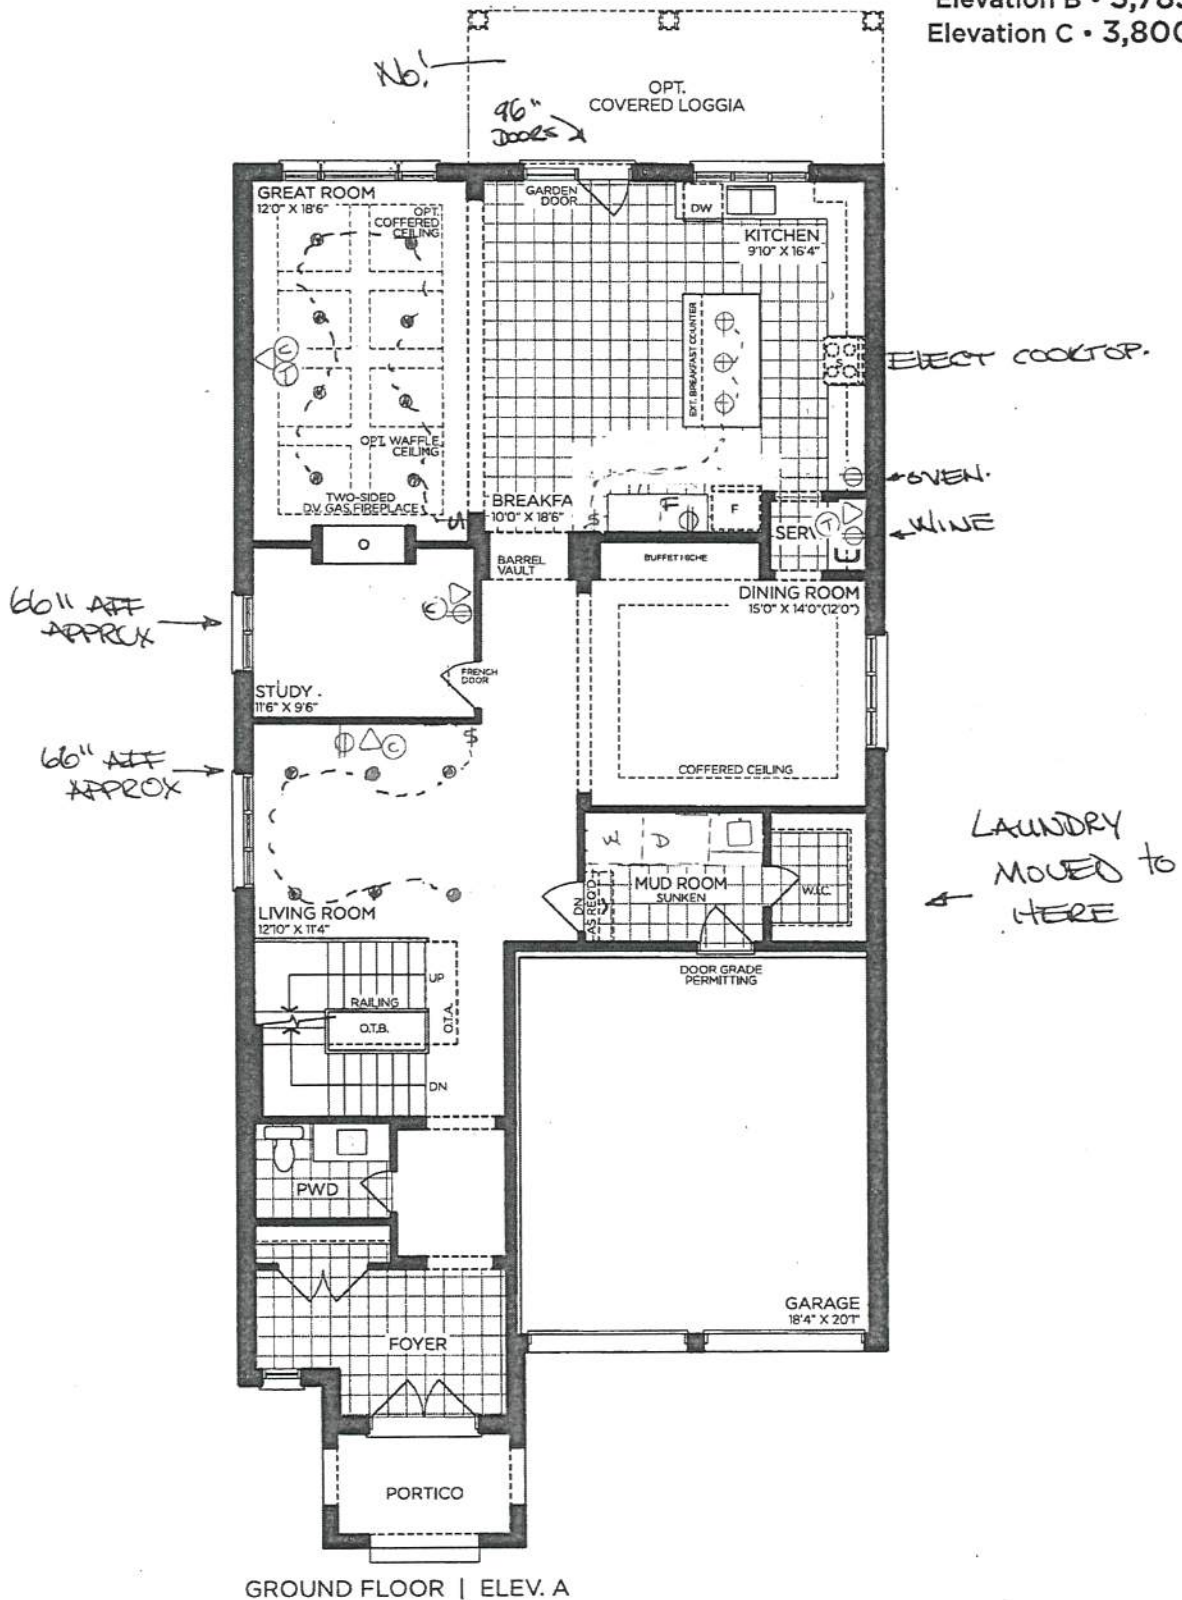 Elevation B • 3,78
Elevation C • 3,800
No!
OPT.
COVERED LOGGIA
96"
DOORS
GREAT ROOM
12'0" X 18'6"
OPT.
COFFERED
CEILING
GARDEN
DOOR
DW
KITCHEN
9'10" X 16'4"
EXT. BREAKFAST COUNTER
S
ELECT COOKTOP.
C
T
OPT. WAFFLE
CEILING
TWO-SIDED
D.V. GAS FIREPLACE
OVEN.
BREAKFA
10'0" X 18'6"
$
F
F
SER
T
WINE
O
BARREL
VAULT
BUFFET NICHE
DINING ROOM
15'0" X 14'0"(12'0")
66" AFF
APPROX
C
FRENCH
DOOR
STUDY
11'6" X 9'6"
C
$
66" AFF
APPROX
COFFERED CEILING
LAUNDRY
MOVED to
HERE
W D
MUD ROOM
SUNKEN
W.I.C.
DN
AS REQ'D
LIVING ROOM
12'10" X 11'4"
DOOR GRADE
PERMITTING
UP
RAILING
O.T.B.
O.T.A.
DN
PWD
GARAGE
18'4" X 20'1"
FOYER
PORTICO
GROUND FLOOR | ELEV. A